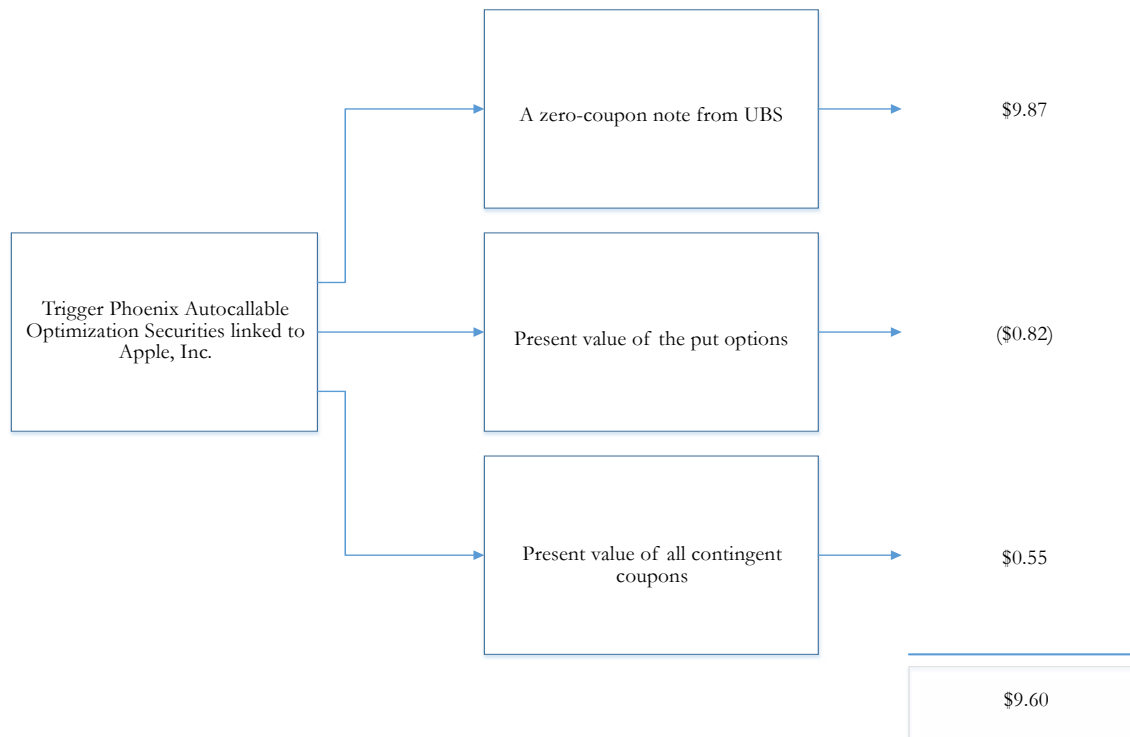 A zero-coupon note from UBS
$9.87
Trigger Phoenix Autocallable
Optimization Securities linked to
Apple, Inc.
Present value of the put options
($0.82)
Present value of all contingent
coupons
$0.55
$9.60